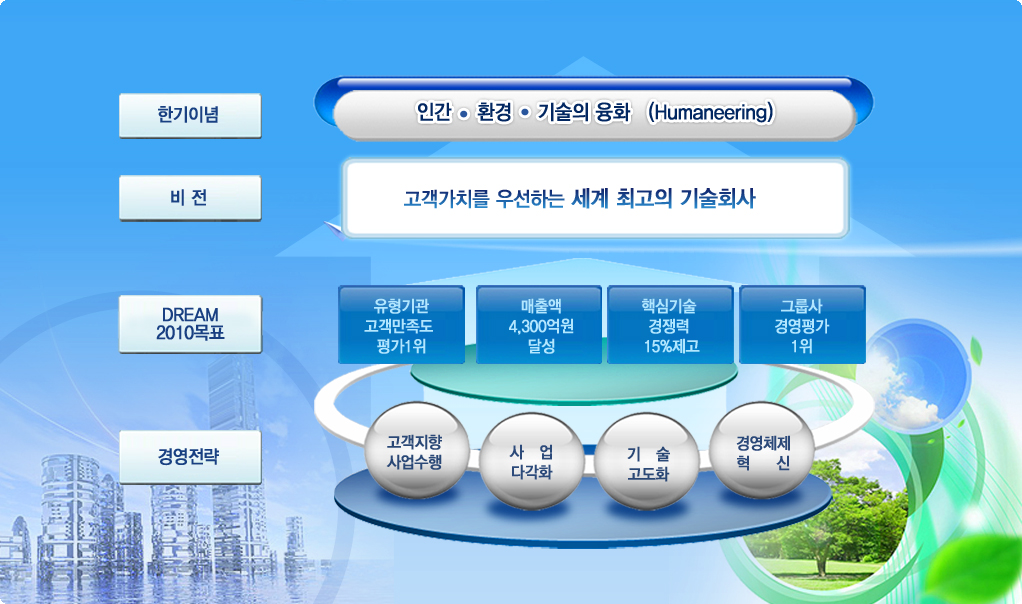 한기이념
인간 • 환경 • 기술의 융화 (Humaneering)
비 전
고객가치를 우선하는 세계 최고의 기술회사
DREAM
2010목표
유형기관
고객만족도
평가1위
매출액
4,300억원
달성
핵심기술
경쟁력
15%제고
그룹사
경영평가
1위
경영전략
고객지향
사업수행
사 업
다각화
기 술
고도화
경영체제
혁 신